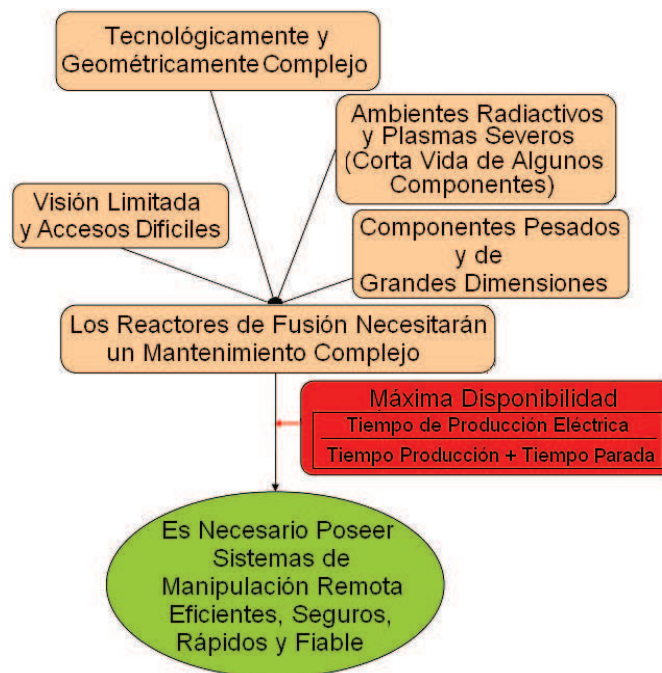 Tecnológicamente y
Geométricamente Complejo
Ambientes Radiactivos
y Plasmas Severos
(Corta Vida de Algunos
Componentes)
Visión Limitada
y Accesos Difíciles
Componentes Pesados
y de
Grandes Dimensiones
Los Reactores de Fusión Necesitarán
un Mantenimiento Complejo
Máxima Disponibilidad
Tiempo de Producción Eléctrica
Tiempo Producción + Tiempo Parada
Es Necesario Poseer
Sistemas de
Manipulación Remota
Eficientes, Seguros,
Rápidos y Fiable